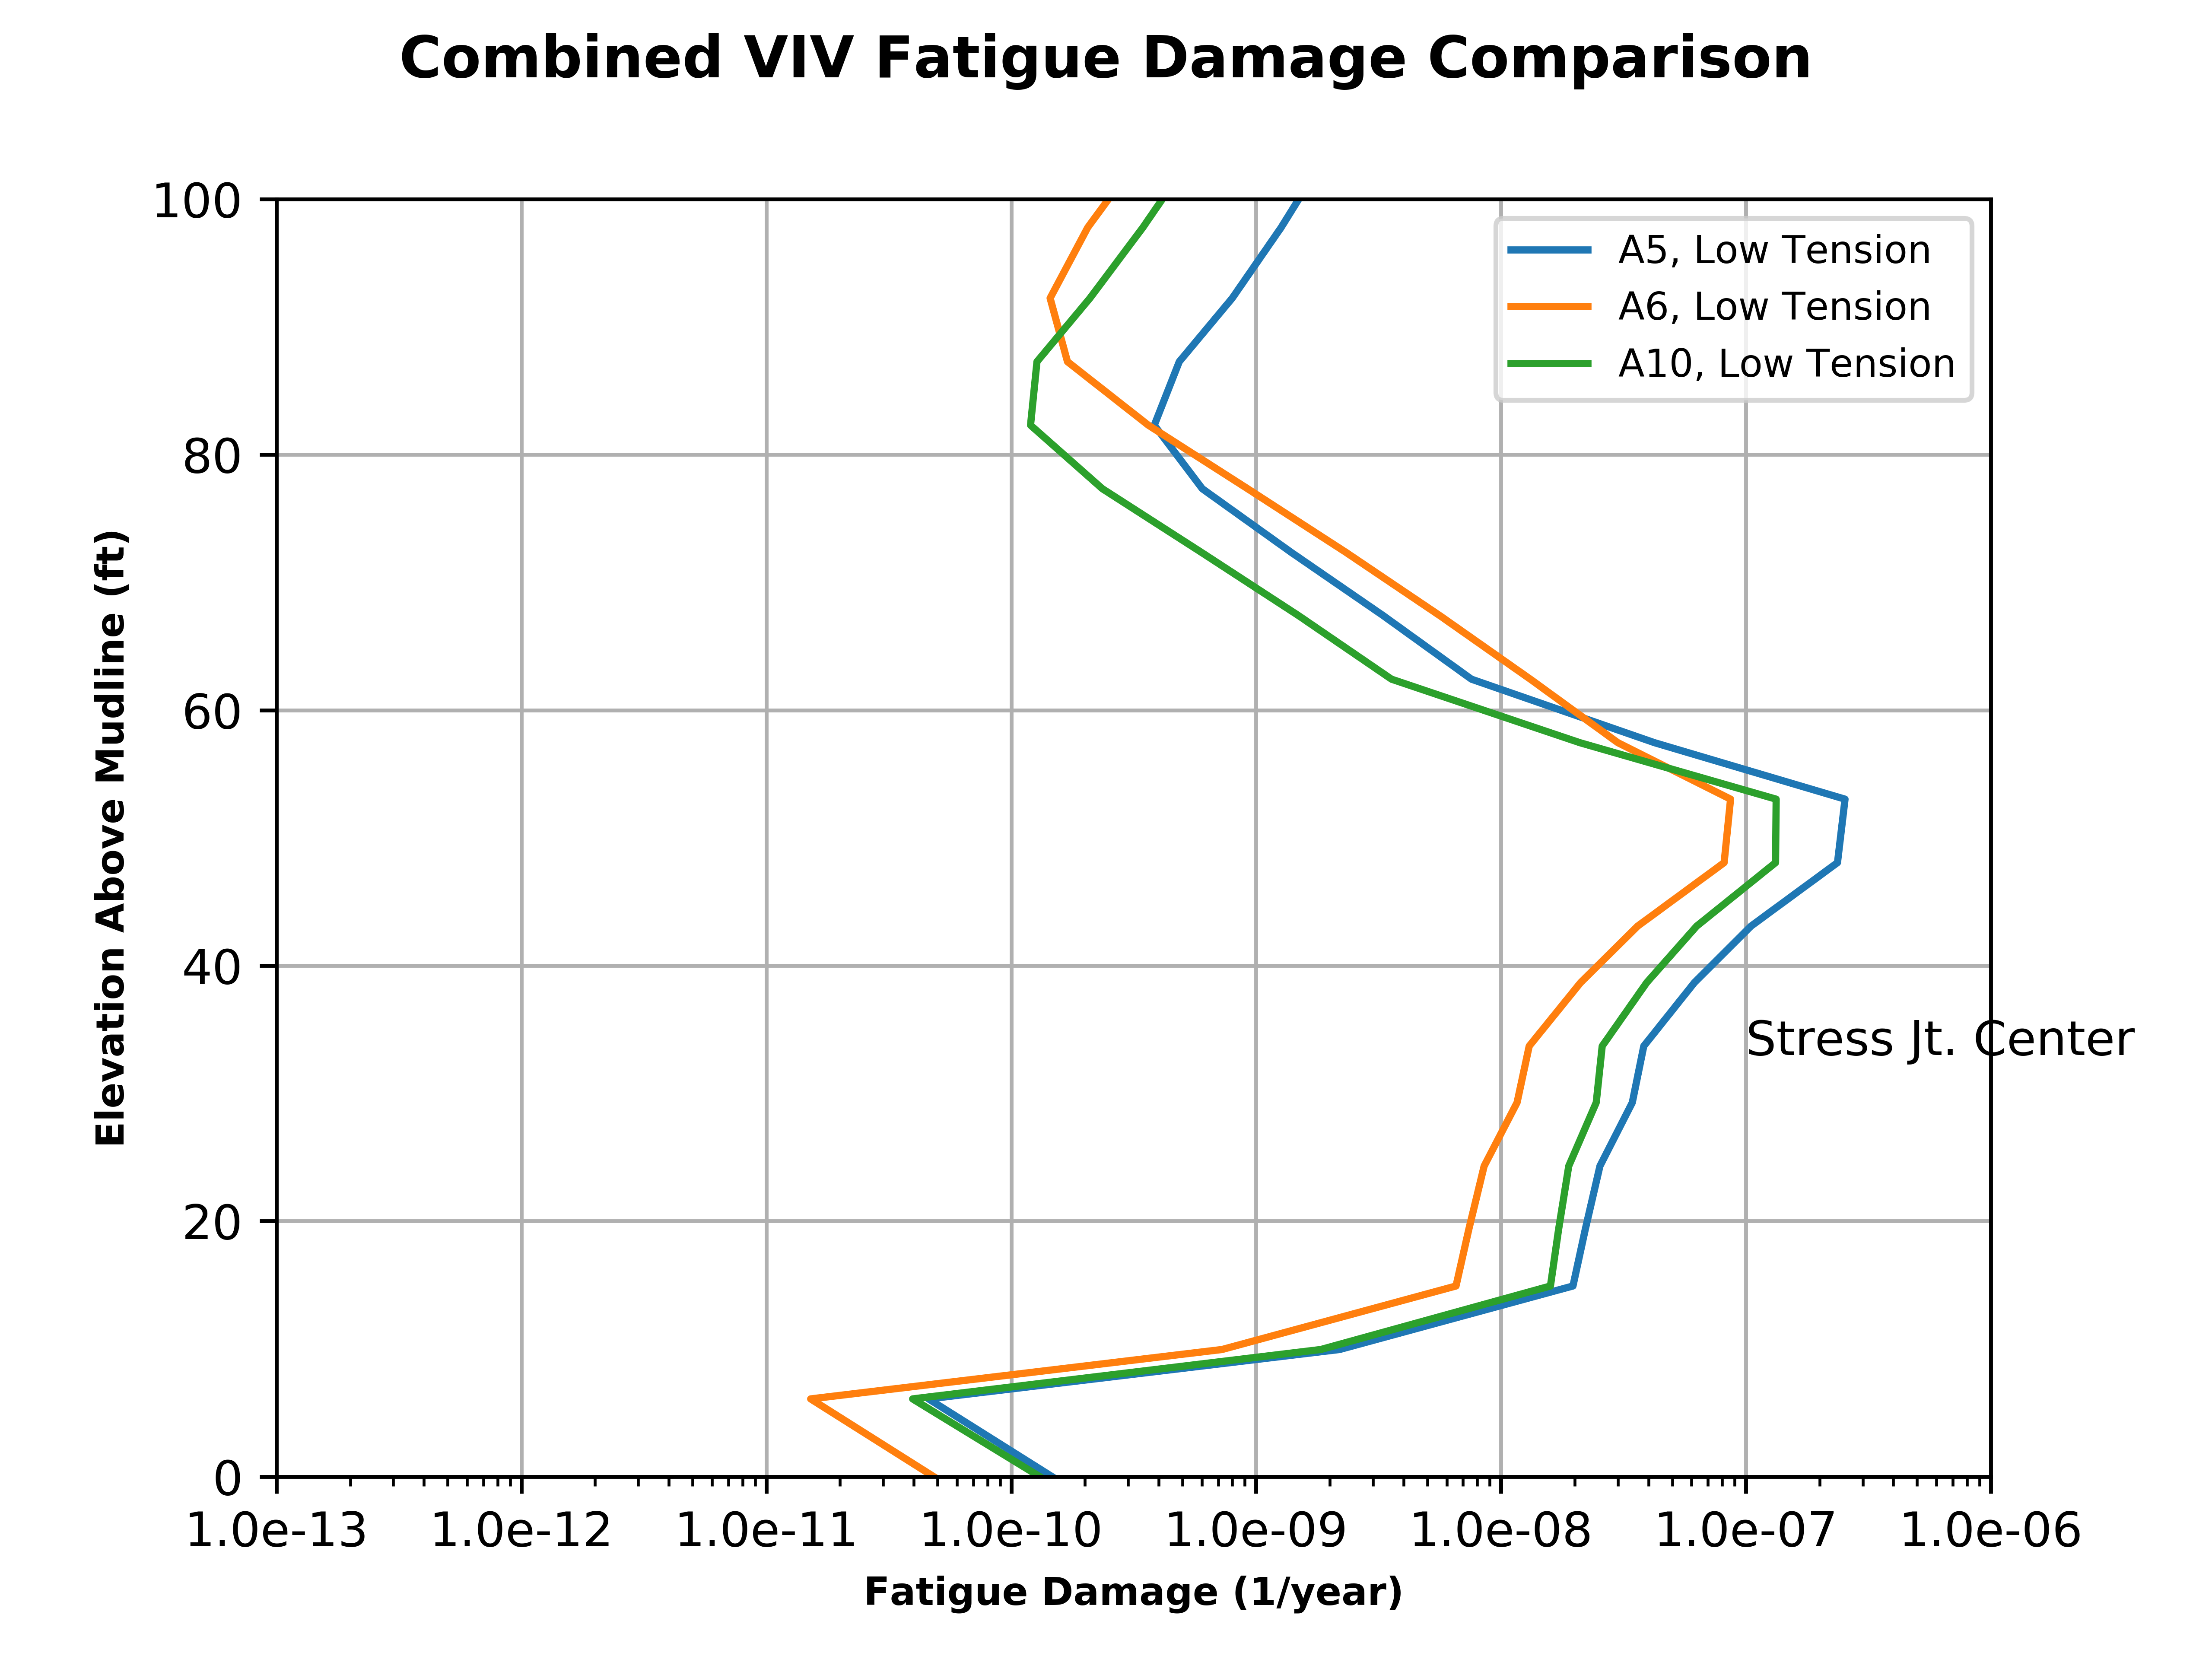 Combined VIV Fatigue Damage Comparison
100
80
60
40
20
0
Elevation Above Mudline (ft)
A5, Low Tension
A6, Low Tension
A10, Low Tension
Stress Jt. Center
1.0e-13 1.0e-12 1.0e-11 1.0e-10 1.0e-09 1.0e-08 1.0e-07 1.0e-06
Fatigue Damage (1/year)